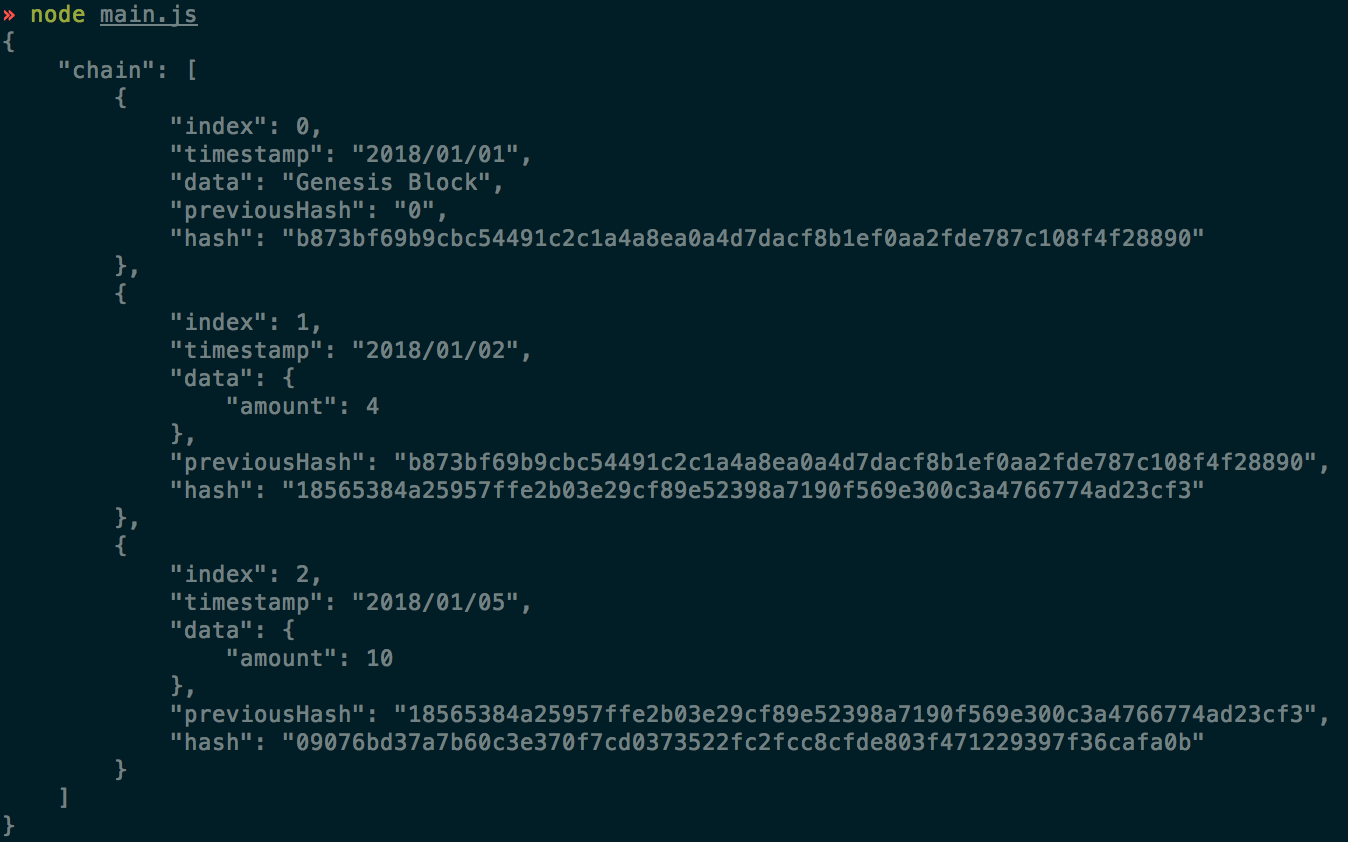 » node main.js
{
    "chain": [
        {
            "index": 0,
            "timestamp": "2018/01/01",
            "data": "Genesis Block",
            "previousHash": "0",
            "hash": "b873bf69b9cbc54491c2c1a4a8ea0a4d7dacf8b1ef0aa2fde787c108f4f28890"
        },
        {
            "index": 1,
            "timestamp": "2018/01/02",
            "data": {
                "amount": 4
            },
            "previousHash": "b873bf69b9cbc54491c2c1a4a8ea0a4d7dacf8b1ef0aa2fde787c108f4f28890",
            "hash": "18565384a25957ffe2b03e29cf89e52398a7190f569e300c3a4766774ad23cf3"
        },
        {
            "index": 2,
            "timestamp": "2018/01/05",
            "data": {
                "amount": 10
            },
            "previousHash": "18565384a25957ffe2b03e29cf89e52398a7190f569e300c3a4766774ad23cf3",
            "hash": "09076bd37a7b60c3e370f7cd0373522fc2fcc8cfde803f471229397f36cafa0b"
        }
    ]
}